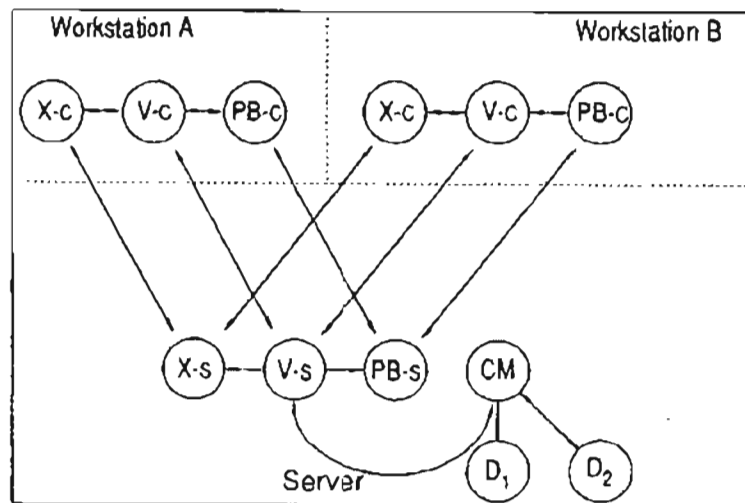 Workstation A
Workstation B
X-c V-c PB-c X-c V-c PB-c
X-s V-s PB-s CM
Server
D1 D2